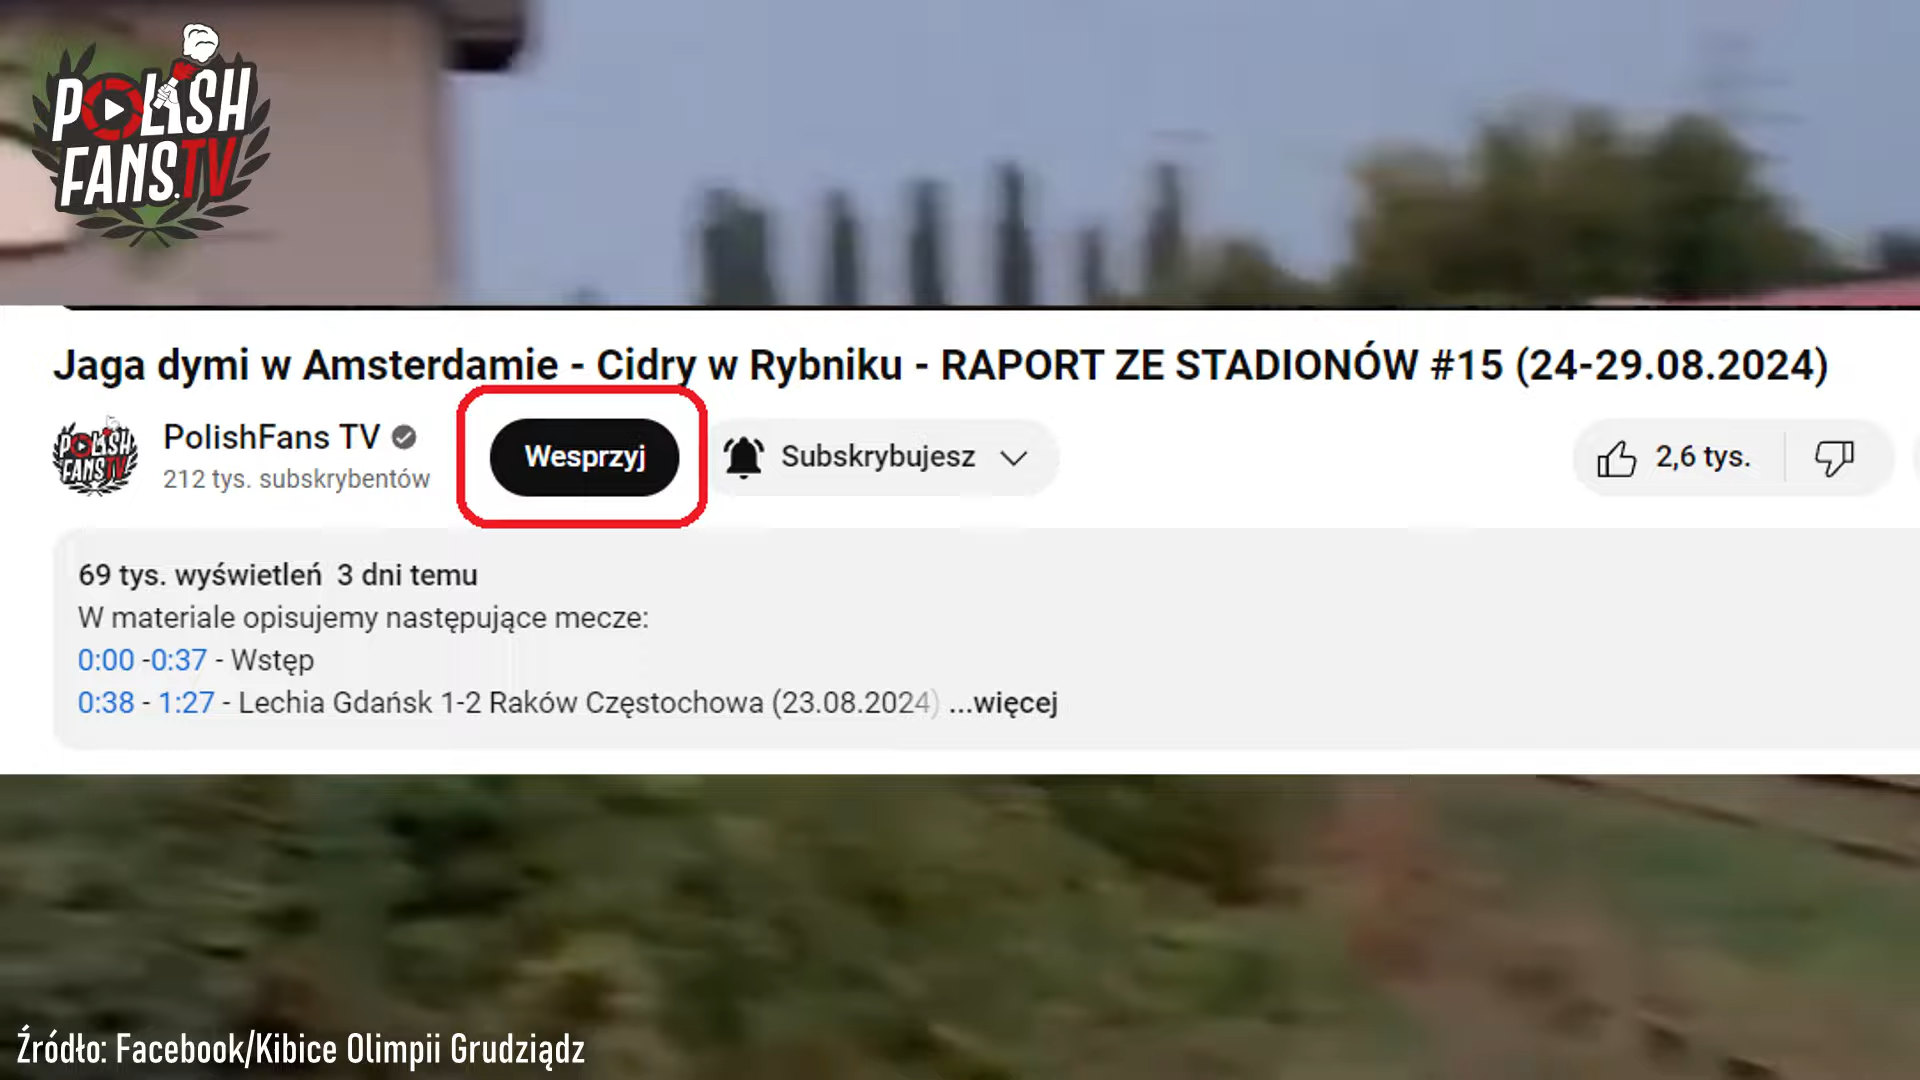 POLISH
FANS.TV
Jaga dymi w Amsterdamie - Cidry w Rybniku - RAPORT ZE STADIONÓW #15 (24-29.08.2024)
POLISH
FANS.TV
PolishFans TV
212 tys. subskrybentów
Wesprzyj
Subskrybujesz
2,6 tys.
69 tys. wyświetleń 3 dni temu
W materiale opisujemy następujące mecze:
0:00 -0:37 - Wstęp
0:38 - 1:27 - Lechia Gdańsk 1-2 Raków Częstochowa (23.08.2024) ...więcej
Źródło: Facebook/Kibice Olimpii Grudziądz